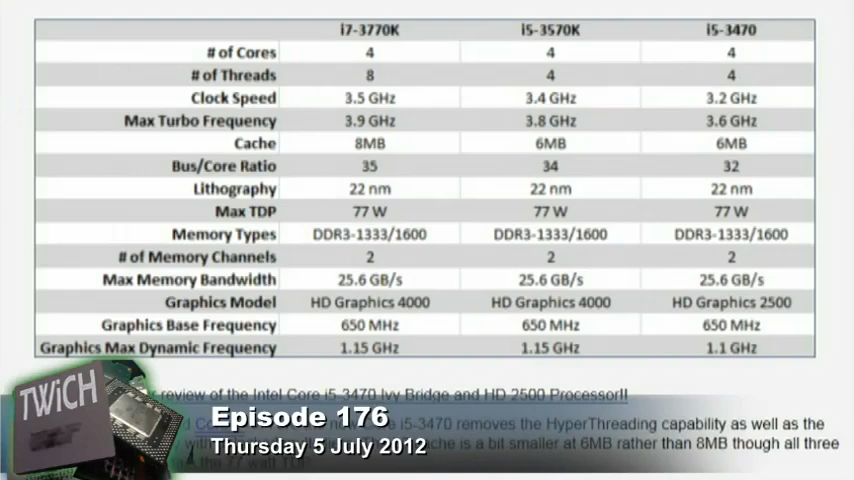 i7-3770K i5-3570K i5-3470
# of Cores 4 4 4
# of Threads 8 4 4
Clock Speed 3.5 GHz 3.4 GHz 3.2 GHz
Max Turbo Frequency 3.9 GHz 3.8 GHz 3.6 GHz
Cache 8MB 6MB 6MB
Bus/Core Ratio 35 34 32
Lithography 22 nm 22 nm 22 nm
Max TDP 77 W 77 W 77 W
Memory Types DDR3-1333/1600 DDR3-1333/1600 DDR3-1333/1600
# of Memory Channels 2 2 2
Max Memory Bandwidth 25.6 GB/s 25.6 GB/s 25.6 GB/s
Graphics Model HD Graphics 4000 HD Graphics 4000 HD Graphics 2500
Graphics Base Frequency 650 MHz 650 MHz 650 MHz
Graphics Max Dynamic Frequency 1.15 GHz 1.15 GHz 1.1 GHz
review of the Intel Core i5-3470 Ivy Bridge and HD 2500 Processor!!
TWiCH
Episode 176
i5-3470 removes the HyperThreading capability as well as the
Thursday 5 July 2012
cache is a bit smaller at 6MB rather than 8MB though all three
the 77 watt TDP